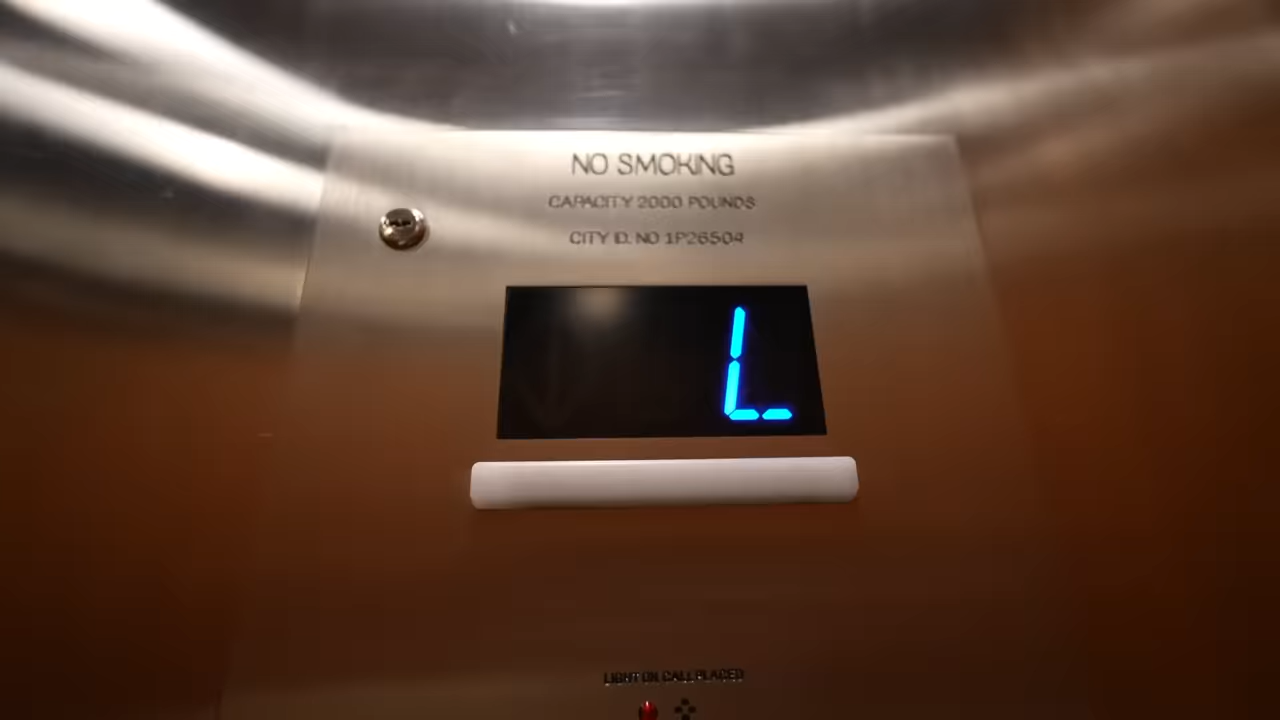 NO SMOKING
CAPACITY 2000 POUNDS
CITY ID. NO 1P26504
L
LIGHT ON CALL PLACED